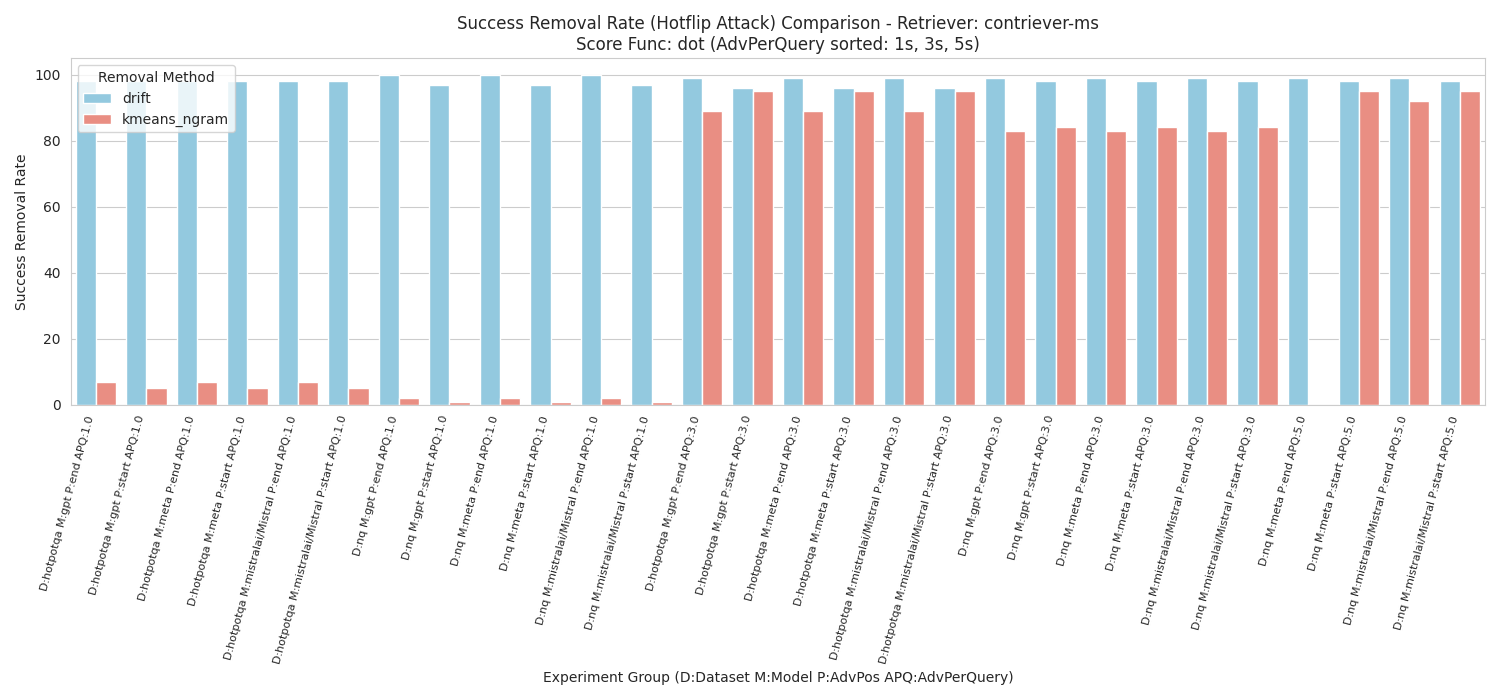 Success Removal Rate (Hotflip Attack) Comparison - Retriever: contriever-ms
Score Func: dot (AdvPerQuery sorted: 1s, 3s, 5s)
Removal Method
drift
kmeans_ngram
Success Removal Rate
100
80
60
40
20
0
D:hotpotqa M:gpt P:end APQ:1.0
D:hotpotqa M:gpt P:start APQ:1.0
D:hotpotqa M:meta P:end APQ:1.0
D:hotpotqa M:meta P:start APQ:1.0
D:hotpotqa M:mistralai/Mistral P:end APQ:1.0
D:hotpotqa M:mistralai/Mistral P:start APQ:1.0
D:nq M:gpt P:end APQ:1.0
D:nq M:gpt P:start APQ:1.0
D:nq M:meta P:end APQ:1.0
D:nq M:meta P:start APQ:1.0
D:nq M:mistralai/Mistral P:end APQ:1.0
D:nq M:mistralai/Mistral P:start APQ:1.0
D:hotpotqa M:gpt P:end APQ:3.0
D:hotpotqa M:gpt P:start APQ:3.0
D:hotpotqa M:meta P:end APQ:3.0
D:hotpotqa M:meta P:start APQ:3.0
D:hotpotqa M:mistralai/Mistral P:end APQ:3.0
D:hotpotqa M:mistralai/Mistral P:start APQ:3.0
D:nq M:gpt P:end APQ:3.0
D:nq M:gpt P:start APQ:3.0
D:nq M:meta P:end APQ:3.0
D:nq M:meta P:start APQ:3.0
D:nq M:mistralai/Mistral P:end APQ:3.0
D:nq M:mistralai/Mistral P:start APQ:3.0
D:nq M:meta P:end APQ:5.0
D:nq M:meta P:start APQ:5.0
D:nq M:mistralai/Mistral P:end APQ:5.0
D:nq M:mistralai/Mistral P:start APQ:5.0
Experiment Group (D:Dataset M:Model P:AdvPos APQ:AdvPerQuery)